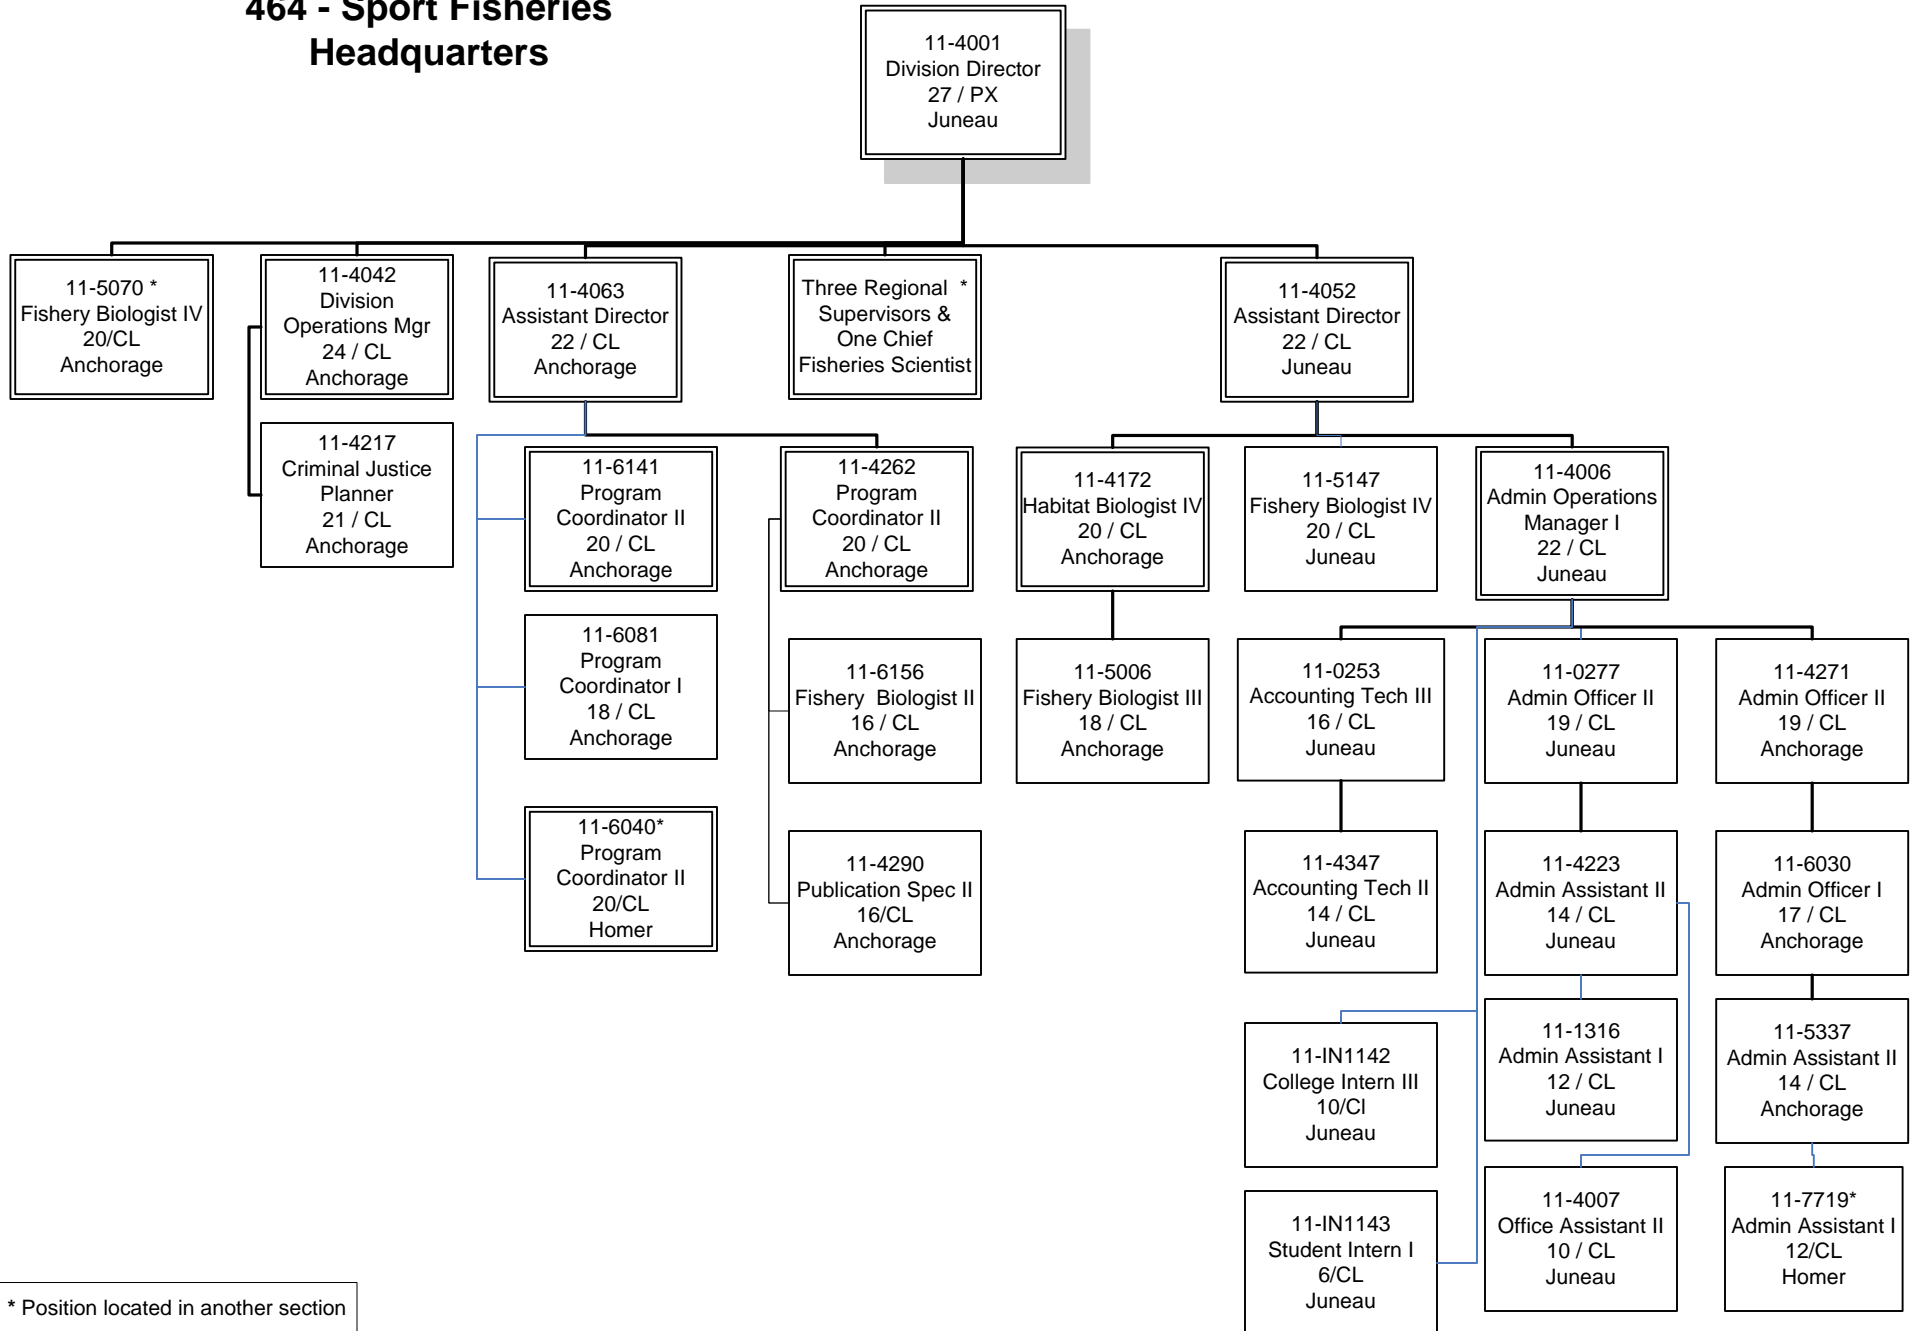 464 - Sport Fisheries
Headquarters
11-4001
Division Director
27 / PX
Juneau
11-5070 *
Fishery Biologist IV
20/CL
Anchorage
11-4042
Division
Operations Mgr
24 / CL
Anchorage
11-4063
Assistant Director
22 / CL
Anchorage
Three Regional *
Supervisors &
One Chief
Fisheries Scientist
11-4052
Assistant Director
22 / CL
Juneau
11-4217
Criminal Justice
Planner
21 / CL
Anchorage
11-6141
Program
Coordinator II
20 / CL
Anchorage
11-4262
Program
Coordinator II
20 / CL
Anchorage
11-4172
Habitat Biologist IV
20 / CL
Anchorage
11-5147
Fishery Biologist IV
20 / CL
Juneau
11-4006
Admin Operations
Manager I
22 / CL
Juneau
11-6081
Program
Coordinator I
18 / CL
Anchorage
11-6156
Fishery Biologist II
16 / CL
Anchorage
11-5006
Fishery Biologist III
18 / CL
Anchorage
11-0253
Accounting Tech III
16 / CL
Juneau
11-0277
Admin Officer II
19 / CL
Juneau
11-4271
Admin Officer II
19 / CL
Anchorage
11-6040*
Program
Coordinator II
20/CL
Homer
11-4290
Publication Spec II
16/CL
Anchorage
11-4347
Accounting Tech II
14 / CL
Juneau
11-4223
Admin Assistant II
14 / CL
Juneau
11-6030
Admin Officer I
17 / CL
Anchorage
11-IN1142
College Intern III
10/Cl
Juneau
11-1316
Admin Assistant I
12 / CL
Juneau
11-5337
Admin Assistant II
14 / CL
Anchorage
11-IN1143
Student Intern I
6/CL
Juneau
11-4007
Office Assistant II
10 / CL
Juneau
11-7719*
Admin Assistant I
12/CL
Homer
* Position located in another section